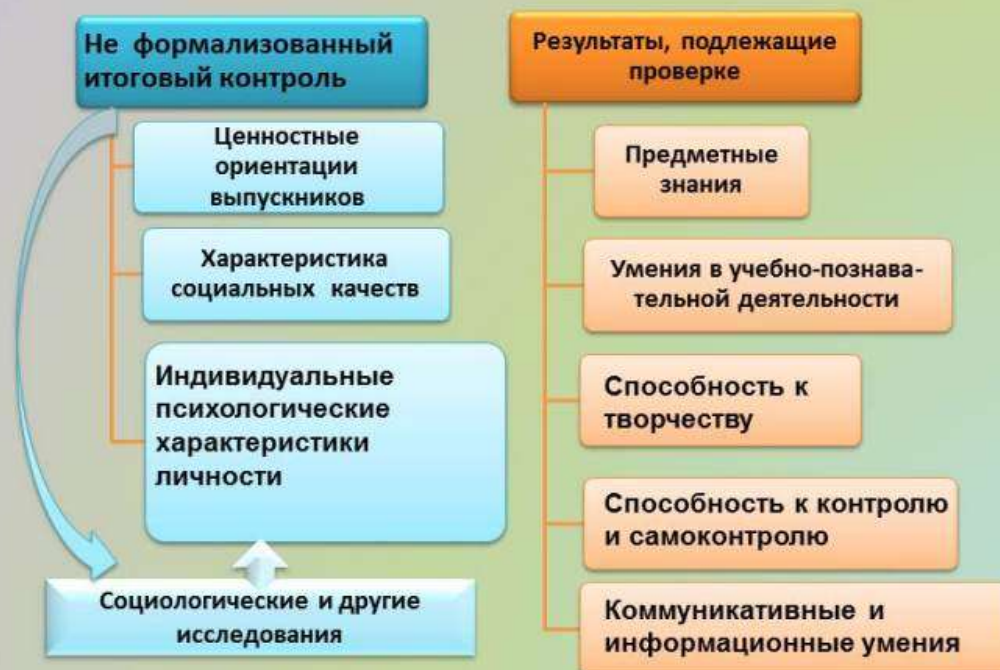 Не формализованный
итоговый контроль
Ценностные
ориентации
выпускников
Характеристика
социальных качеств
Индивидуальные
психологические
характеристики
личности
Социологические и другие
исследования
Результаты, подлежащие
проверке
Предметные
знания
Умения в учебно-познава-
тельной деятельности
Способность к
творчеству
Способность к контролю
и самоконтролю
Коммуникативные и
информационные умения